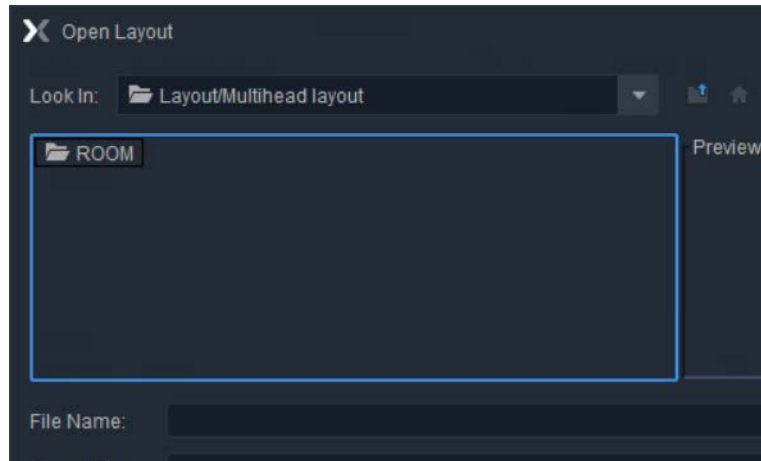 Open Layout
Look In: Layout/Multihead layout
ROOM
Preview
File Name: